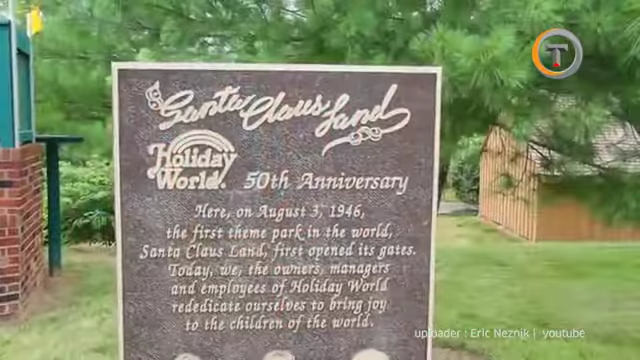 T
Santa Claus Land
Holiday
World.
50th Anniversary
Here, on August 3, 1946,
the first theme park in the world,
Santa Claus Land, first opened its gates.
Today, we, the owners, managers
and employees of Holiday World
rededicate ourselves to bring joy
to the children of the world.
uploader : Eric Neznik | youtube